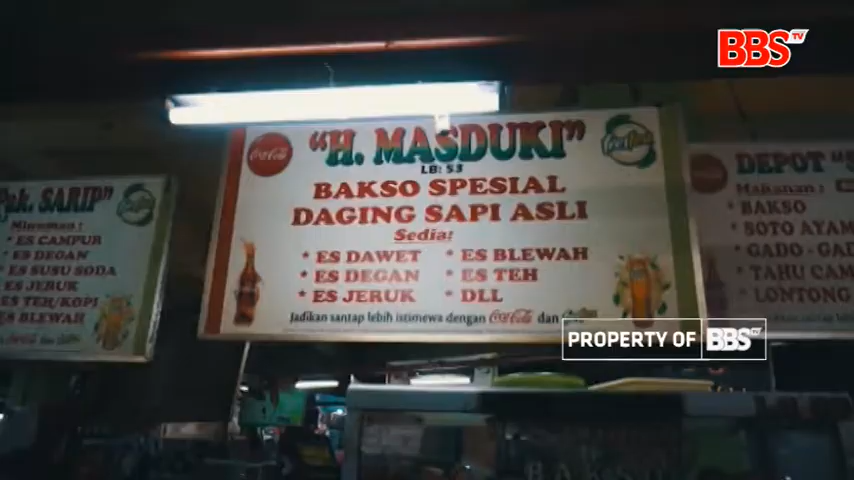 BBS TV
"H. MASDUKI"
LB: 53
BAKSO SPESIAL
DAGING SAPI ASLI
Sedia:
* ES DAWET
* ES DEGAN
* ES JERUK
* ES BLEWAH
* ES TEH
* DLL
Jadikan santap lebih istimewa dengan Coca-Cola dan
Coca-Cola
Pak. SARIP"
Minuman :
* ES CAMPUR
* ES DEGAN
ES SUSU SODA
ES JERUK
ES TEH/KOPI
ES BLEWAH
DEPOT "S
Makanan :
* BAKSO
* SOTO AYAM
* GADO - GAD
* TAHU CAM
* LONTONG
PROPERTY OF BBS TV